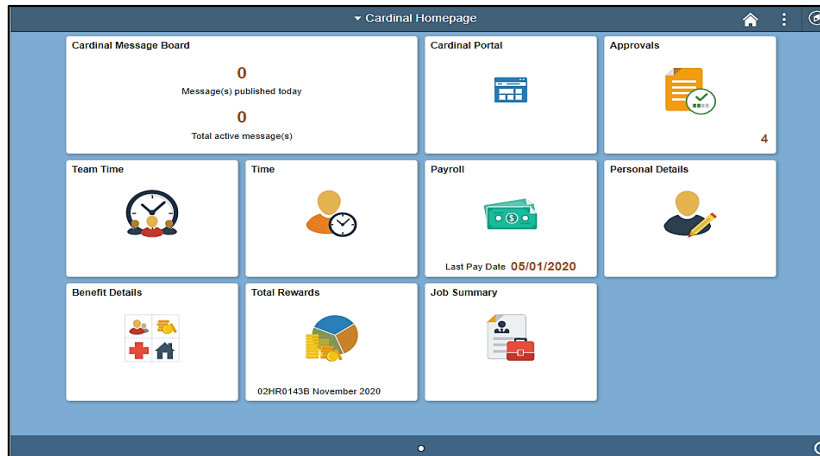 Cardinal Homepage
Cardinal Message Board
0
Message(s) published today
0
Total active message(s)
Cardinal Portal
Approvals
4
Team Time
Time
Payroll
Last Pay Date 05/01/2020
Personal Details
Benefit Details
Total Rewards
02HR0143B November 2020
Job Summary